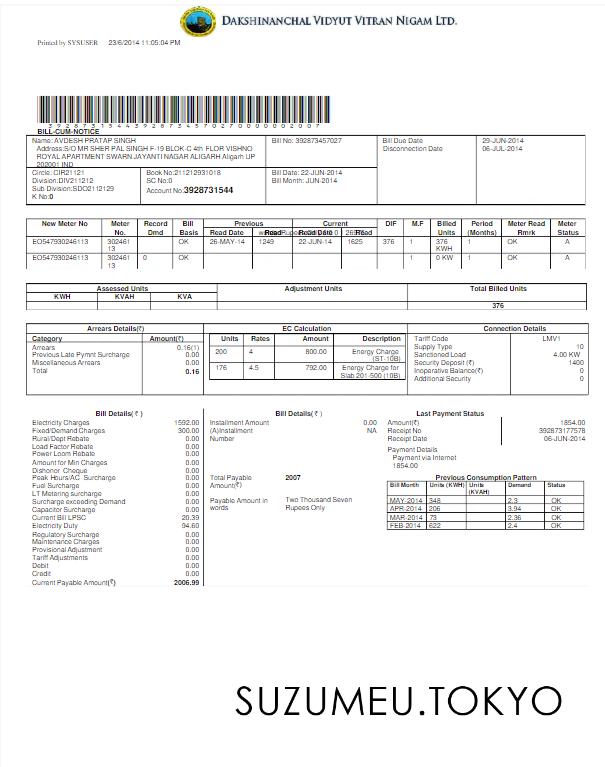 DAKSHINANCHAL VIDYUT VITRAN NIGAM LTD.
Printed by SYSUSER 23/6/2014 11:05:04 PM
BILL-CUM-NOTICE
Name: AVDESH PRATAP SINGH
Address:S/O MR SHER PAL SINGH F-19 BLOK-C 4th FLOR VISHNO
ROYAL APARTMENT SWARN JAYANTI NAGAR ALIGARH Aligarh UP
202001 IND
Bill No: 392873457027
Bill Due Date 29-JUN-2014
Disconnection Date 06-JUL-2014
Circle: CIR21121
Division:DIV211212
Sub Division:SDO2112129
K No:0
Book No:211212931018
SC No:0
Account No:3928731544
Bill Date: 22-JUN-2014
Bill Month: JUN-2014
New Meter No Meter No. Record Dmd Bill Basis Previous Read Date Read Current Read Date Read DIF M.F Billed Units Period (Months) Meter Read Rmrk Meter Status
EO547930246113 30246113 OK 26-MAY-14 1249 22-JUN-14 1625 376 1 376 KWH 1 OK A
EO547930246113 30246113 0 OK 1 0 KW 1 OK A
Assessed Units Adjustment Units Total Billed Units
KWH KVAH KVA
376
Arrears Details(₹)
Category Amount(₹)
Arrears 0.16(1)
Previous Late Pymnt Surcharge 0.00
Miscellaneous Arrears 0.00
Total 0.16
EC Calculation
Units Rates Amount Description
200 4 800.00 Energy Charge (ST-10B)
176 4.5 792.00 Energy Charge for Slab 201-500 (10B)
Connection Details
Tariff Code LMV1
Supply Type 10
Sanctioned Load 4.00 KW
Security Deposit (₹) 1400
Inoperative Balance(₹) 0
Additional Security 0
Bill Details(₹ )
Electricity Charges 1592.00
Fixed/Demand Charges 300.00
Rural/Dept Rebate 0.00
Load Factor Rebate 0.00
Power Loom Rebate 0.00
Amount for Min Charges 0.00
Dishonor Cheque 0.00
Peak Hours/AC Surcharge 0.00
Fuel Surcharge 0.00
LT Metering surcharge 0.00
Surcharge exceeding Demand 0.00
Capacitor Surcharge 0.00
Current Bill LPSC 20.39
Electricity Duty 94.60
Regulatory Surcharge 0.00
Maintenance Charges 0.00
Provisional Adjustment 0.00
Tariff Adjustments 0.00
Debit 0.00
Credit 0.00
Current Payable Amount(₹) 2006.99
Bill Details( ₹ )
Installment Amount 0.00
(A)Installment NA
Number
Total Payable 2007
Amount(₹)
Payable Amount in Two Thousand Seven
words Rupees Only
Last Payment Status
Amount(₹) 1854.00
Receipt No 392873177578
Receipt Date 06-JUN-2014
Payment Details
Payment via Internet
1854.00
Previous Consumption Pattern
Bill Month Units (KWH) Units (KVAH) Demand Status
MAY-2014 348 2.3 OK
APR-2014 206 3.94 OK
MAR-2014 73 2.36 OK
FEB-2014 622 2.4 OK
SUZUMEU.TOKYO